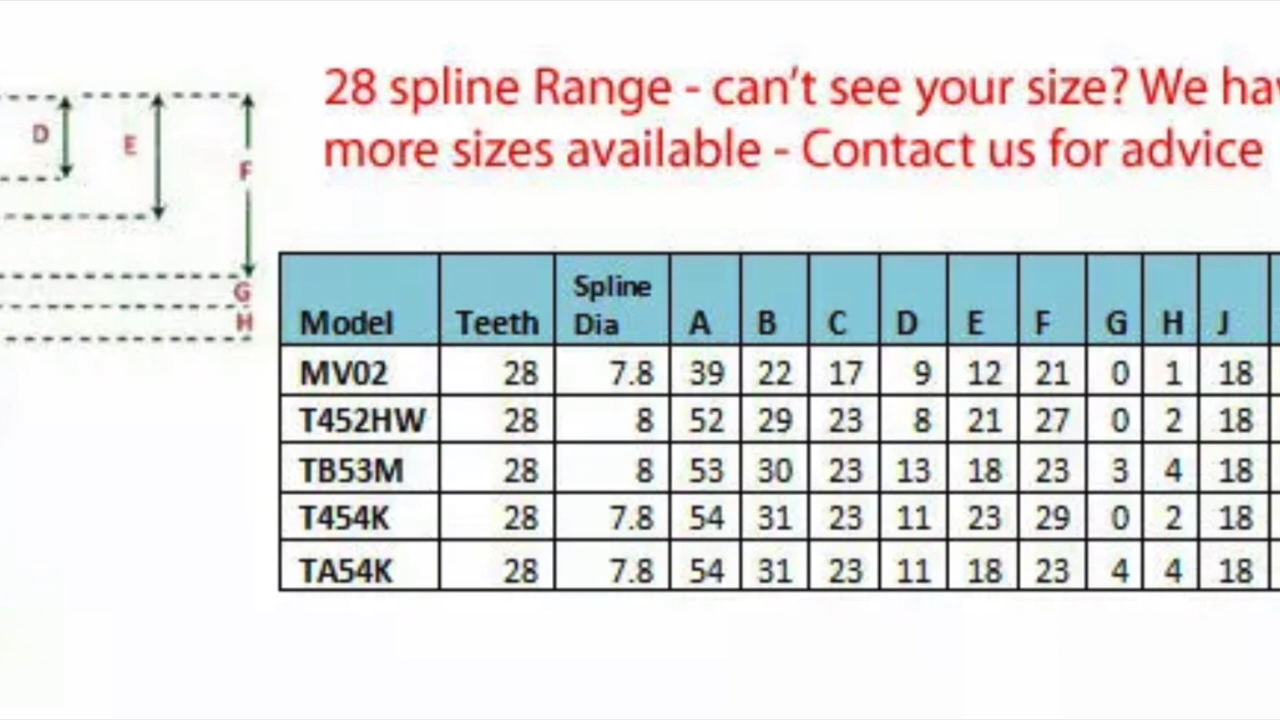 28 spline Range - can't see your size? We hav
more sizes available - Contact us for advice
D
E
F
G
H
Model Teeth Spline Dia A B C D E F G H J
MV02 28 7.8 39 22 17 9 12 21 0 1 18
T452HW 28 8 52 29 23 8 21 27 0 2 18
TB53M 28 8 53 30 23 13 18 23 3 4 18
T454K 28 7.8 54 31 23 11 23 29 0 2 18
TA54K 28 7.8 54 31 23 11 18 23 4 4 18